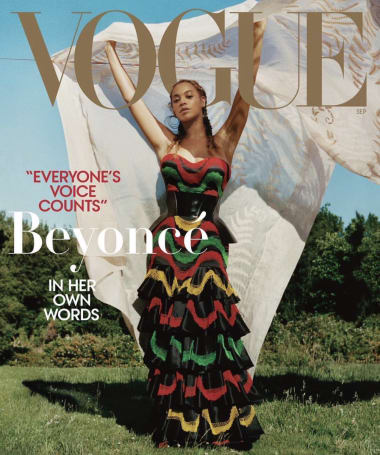 VOGUE
SEP
"EVERYONE'S
VOICE
COUNTS"
Beyoncé
IN HER
OWN
WORDS